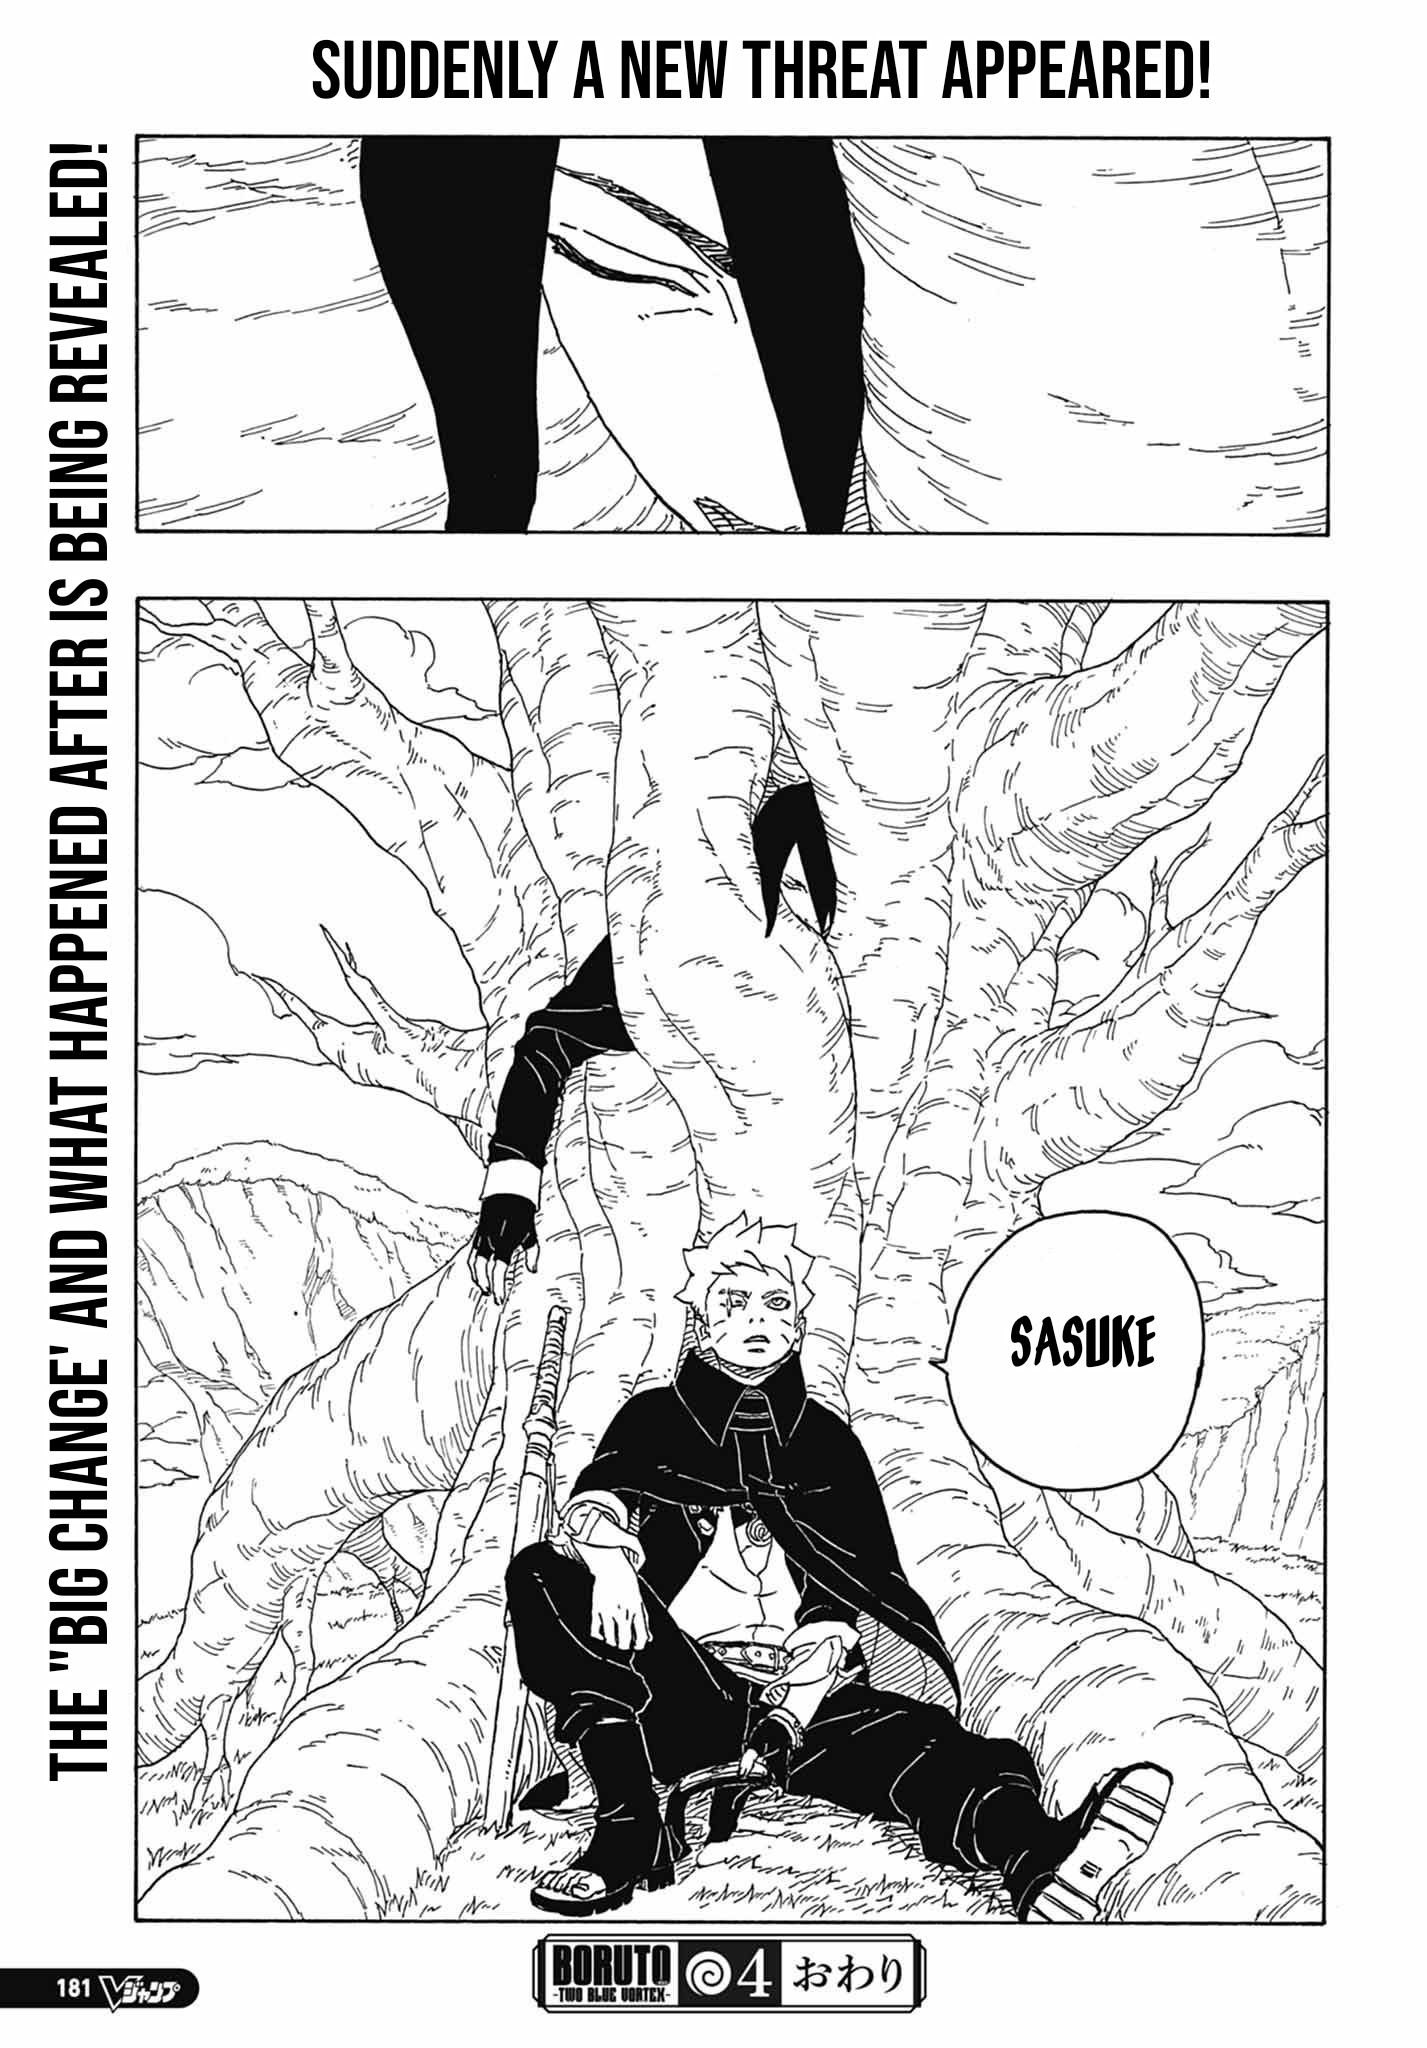 SUDDENLY A NEW THREAT APPEARED!
THE "BIG CHANGE' AND WHAT HAPPENED AFTER IS BEING REVEALED!
SASUKE
BORUTO
-TWO BLUE VORTEX-
4 おわり
181 Vジャンプ